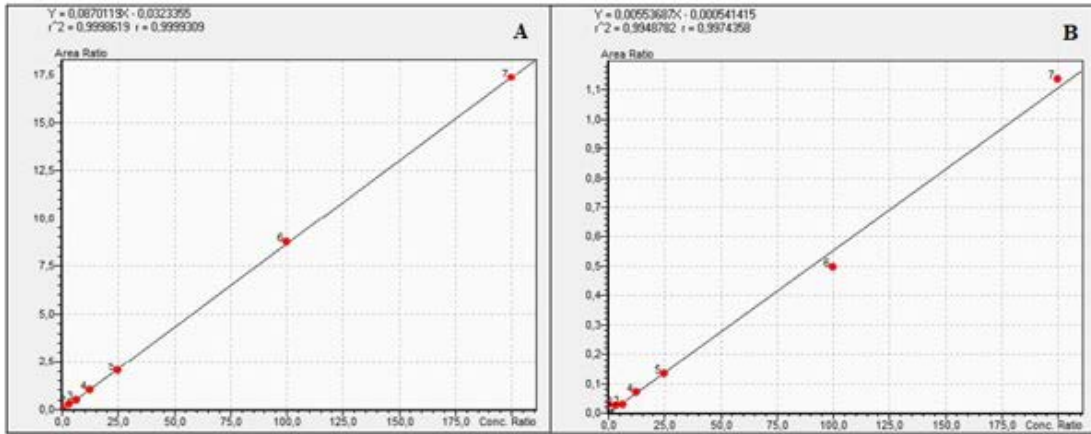 Y = 0,0870119X - 0,0323355
r^2 = 0,9998619 r = 0,9999309
A
Area Ratio
17,5
15,0
12,5
10,0
7,5
5,0
2,5
0,0
7
6
5
4
3
0,0 25,0 50,0 75,0 100,0 125,0 150,0 175,0 Conc. Ratio
Y = 0,00553687X - 0,000541415
r^2 = 0,9948782 r = 0,9974358
B
Area Ratio
1,1
1,0
0,9
0,8
0,7
0,6
0,5
0,4
0,3
0,2
0,1
0,0
7
6
5
4
0,0 25,0 50,0 75,0 100,0 125,0 150,0 175,0 Conc. Ratio